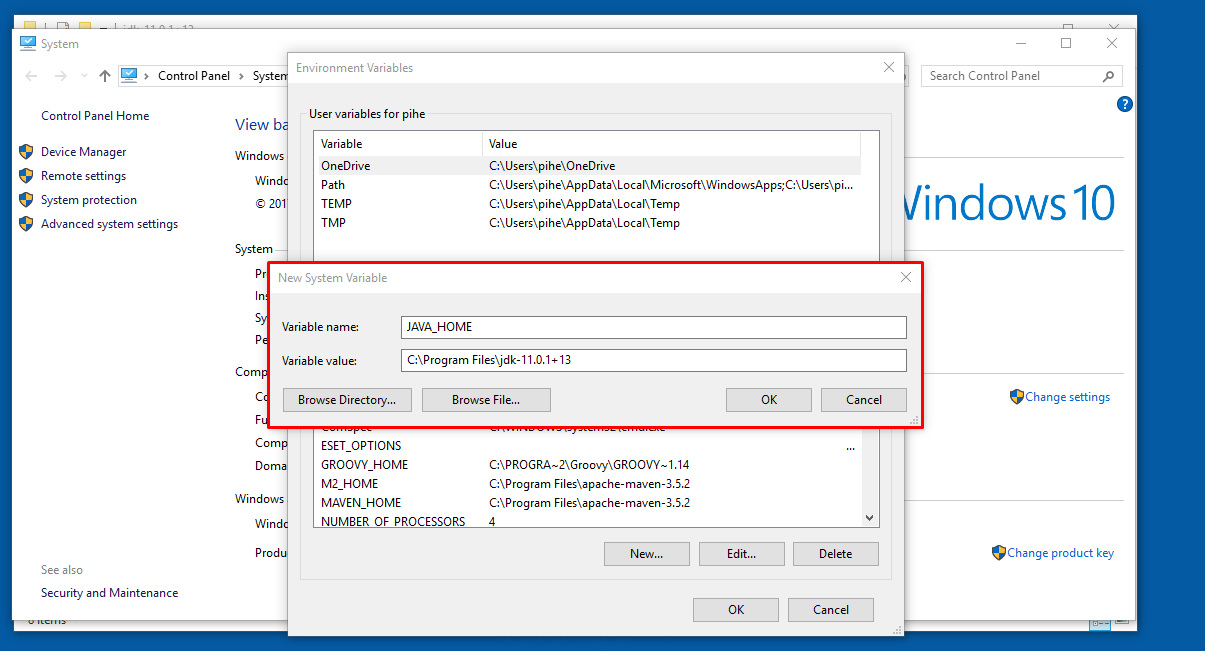 jdk-11.0.1+13
System
Control Panel
System
Search Control Panel
Control Panel Home
Device Manager
Remote settings
System protection
Advanced system settings
See also
Security and Maintenance
View ba
Windows
Windo
© 201
System
Pr
Ins
Sy
Pe
Comp
Co
Fu
Comp
Doma
Windows
Windo
Produ
Windows 10
Change settings
Change product key
Environment Variables
User variables for pihe
Variable Value
OneDrive C:\Users\pihe\OneDrive
Path C:\Users\pihe\AppData\Local\Microsoft\WindowsApps;C:\Users\pi...
TEMP C:\Users\pihe\AppData\Local\Temp
TMP C:\Users\pihe\AppData\Local\Temp
New System Variable
Variable name: JAVA_HOME
Variable value: C:\Program Files\jdk-11.0.1+13
Browse Directory... Browse File... OK Cancel
ComSpec C:\WINDOWS\system32\cmd.exe
ESET_OPTIONS ...
GROOVY_HOME C:\PROGRA~2\Groovy\GROOVY~1.14
M2_HOME C:\Program Files\apache-maven-3.5.2
MAVEN_HOME C:\Program Files\apache-maven-3.5.2
NUMBER_OF_PROCESSORS 4
New... Edit... Delete
OK Cancel
items